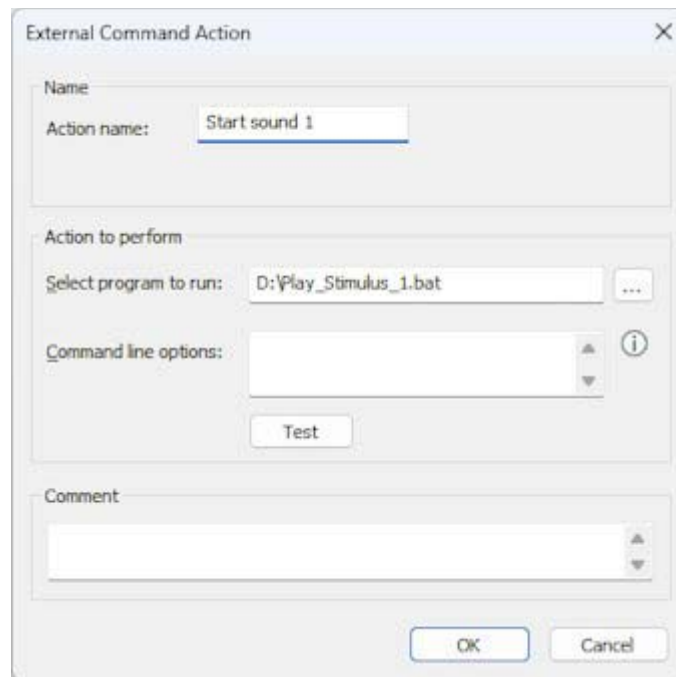 External Command Action
Name
Action name: Start sound 1
Action to perform
Select program to run: D:\Play_Stimulus_1.bat ...
Command line options:
Test
Comment
OK Cancel